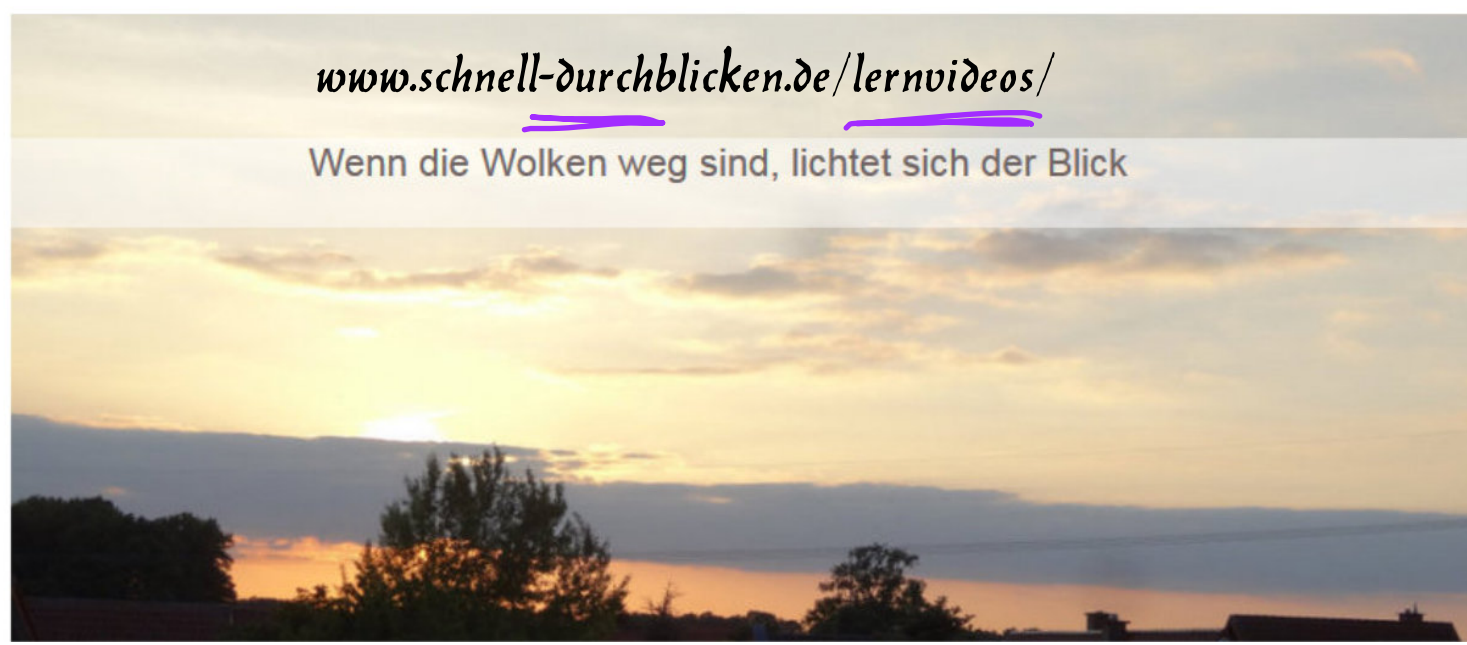 www.schnell-durchblicken.de/lernvideos/
Wenn die Wolken weg sind, lichtet sich der Blick